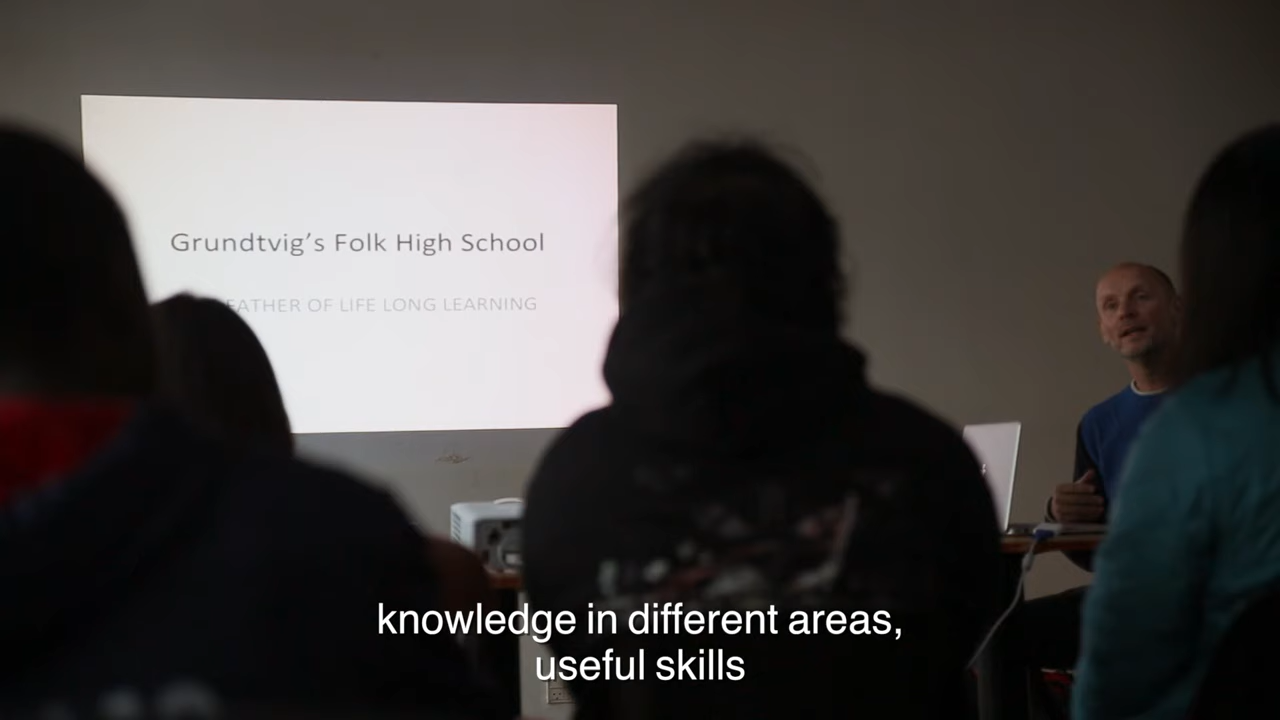 Grundtvig's Folk High School
FATHER OF LIFE LONG LEARNING
knowledge in different areas,
useful skills